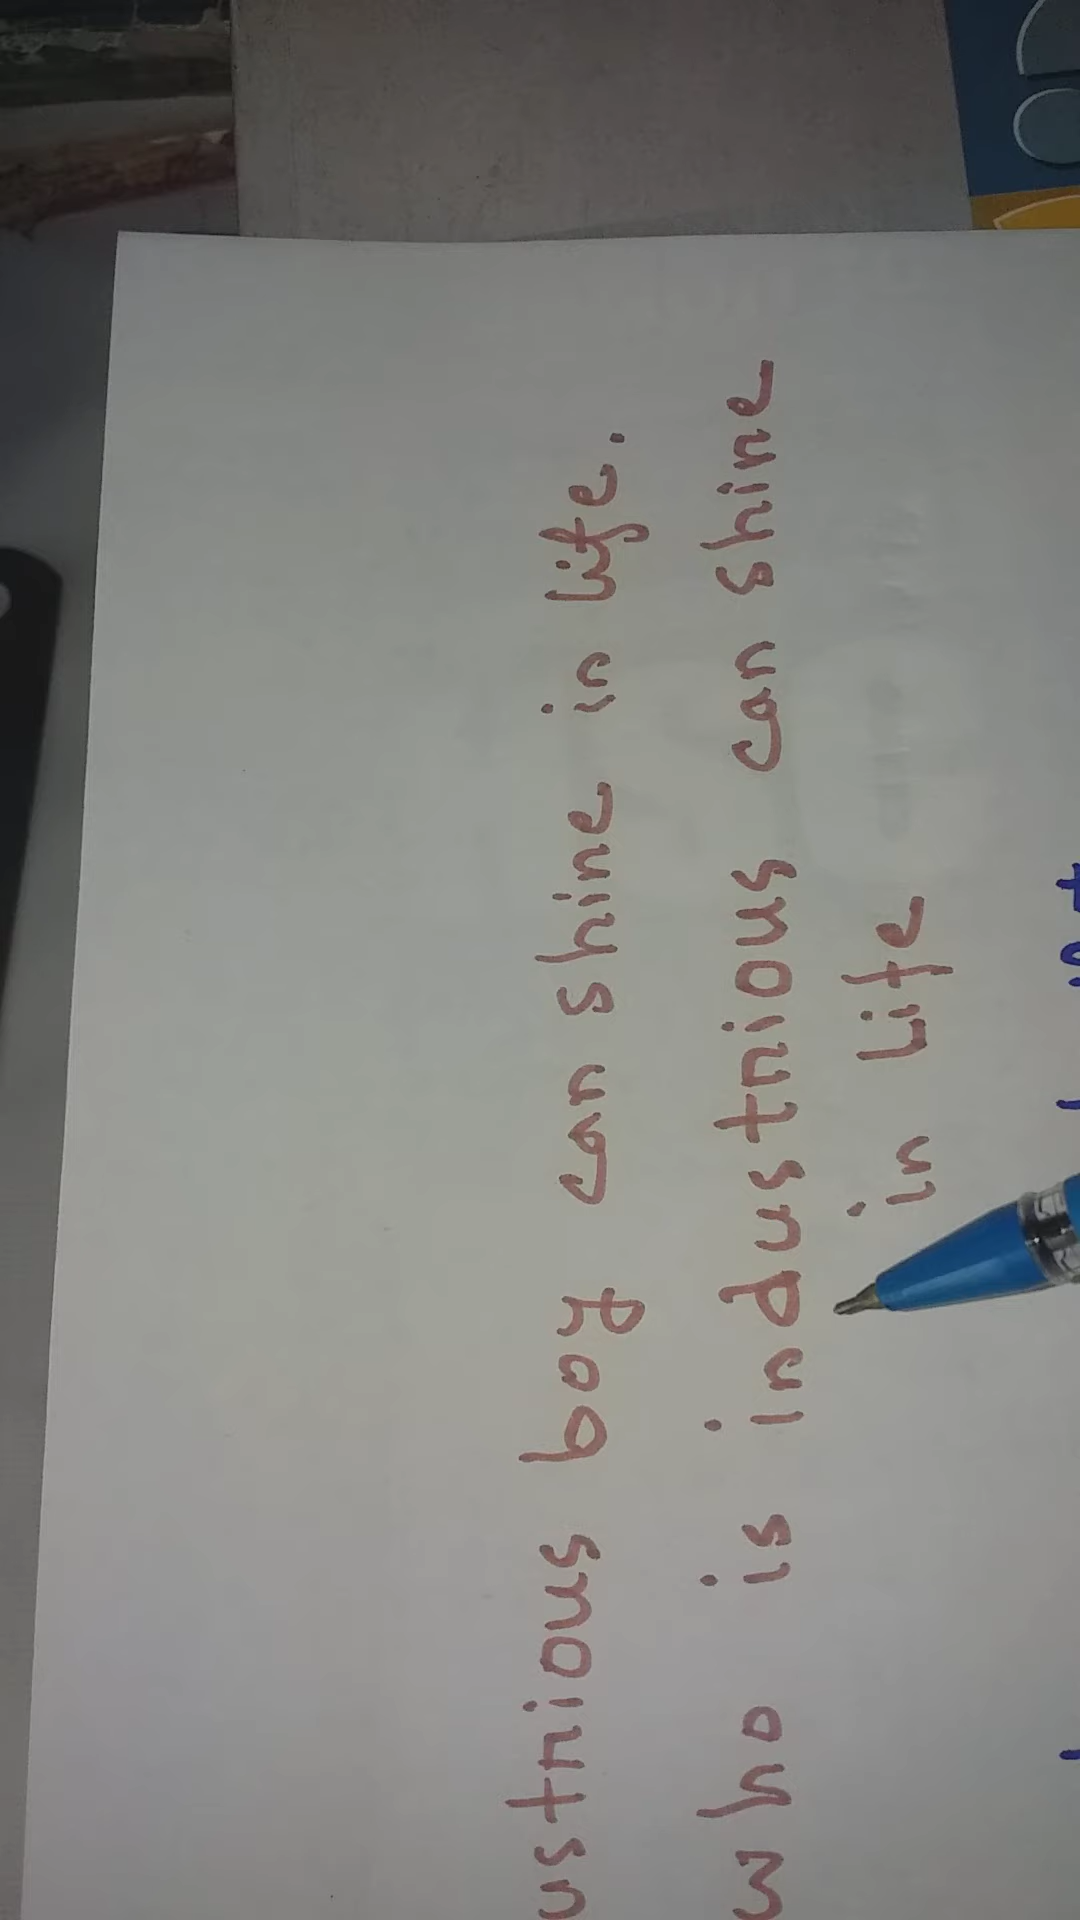 ustrious boy can shine in life.
who is industrious can shine
in life